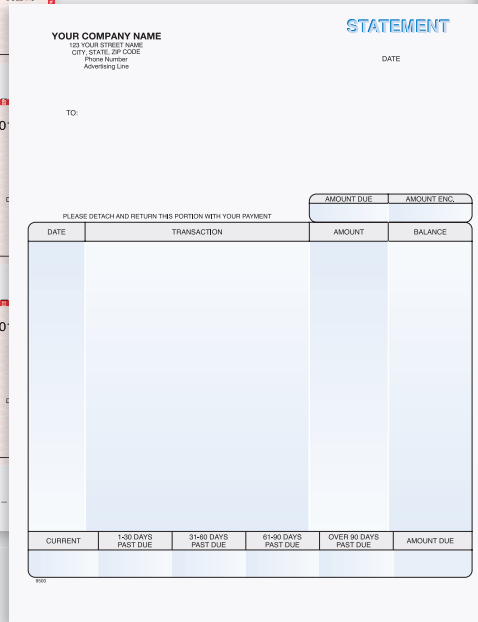 STATEMENT
YOUR COMPANY NAME
123 YOUR STREET NAME
CITY, STATE, ZIP CODE
Phone Number
Advertising Line
DATE
TO:
AMOUNT DUE AMOUNT ENC.
PLEASE DETACH AND RETURN THIS PORTION WITH YOUR PAYMENT
DATE TRANSACTION AMOUNT BALANCE
CURRENT 1-30 DAYS PAST DUE 31-60 DAYS PAST DUE 61-90 DAYS PAST DUE OVER 90 DAYS PAST DUE AMOUNT DUE
9500